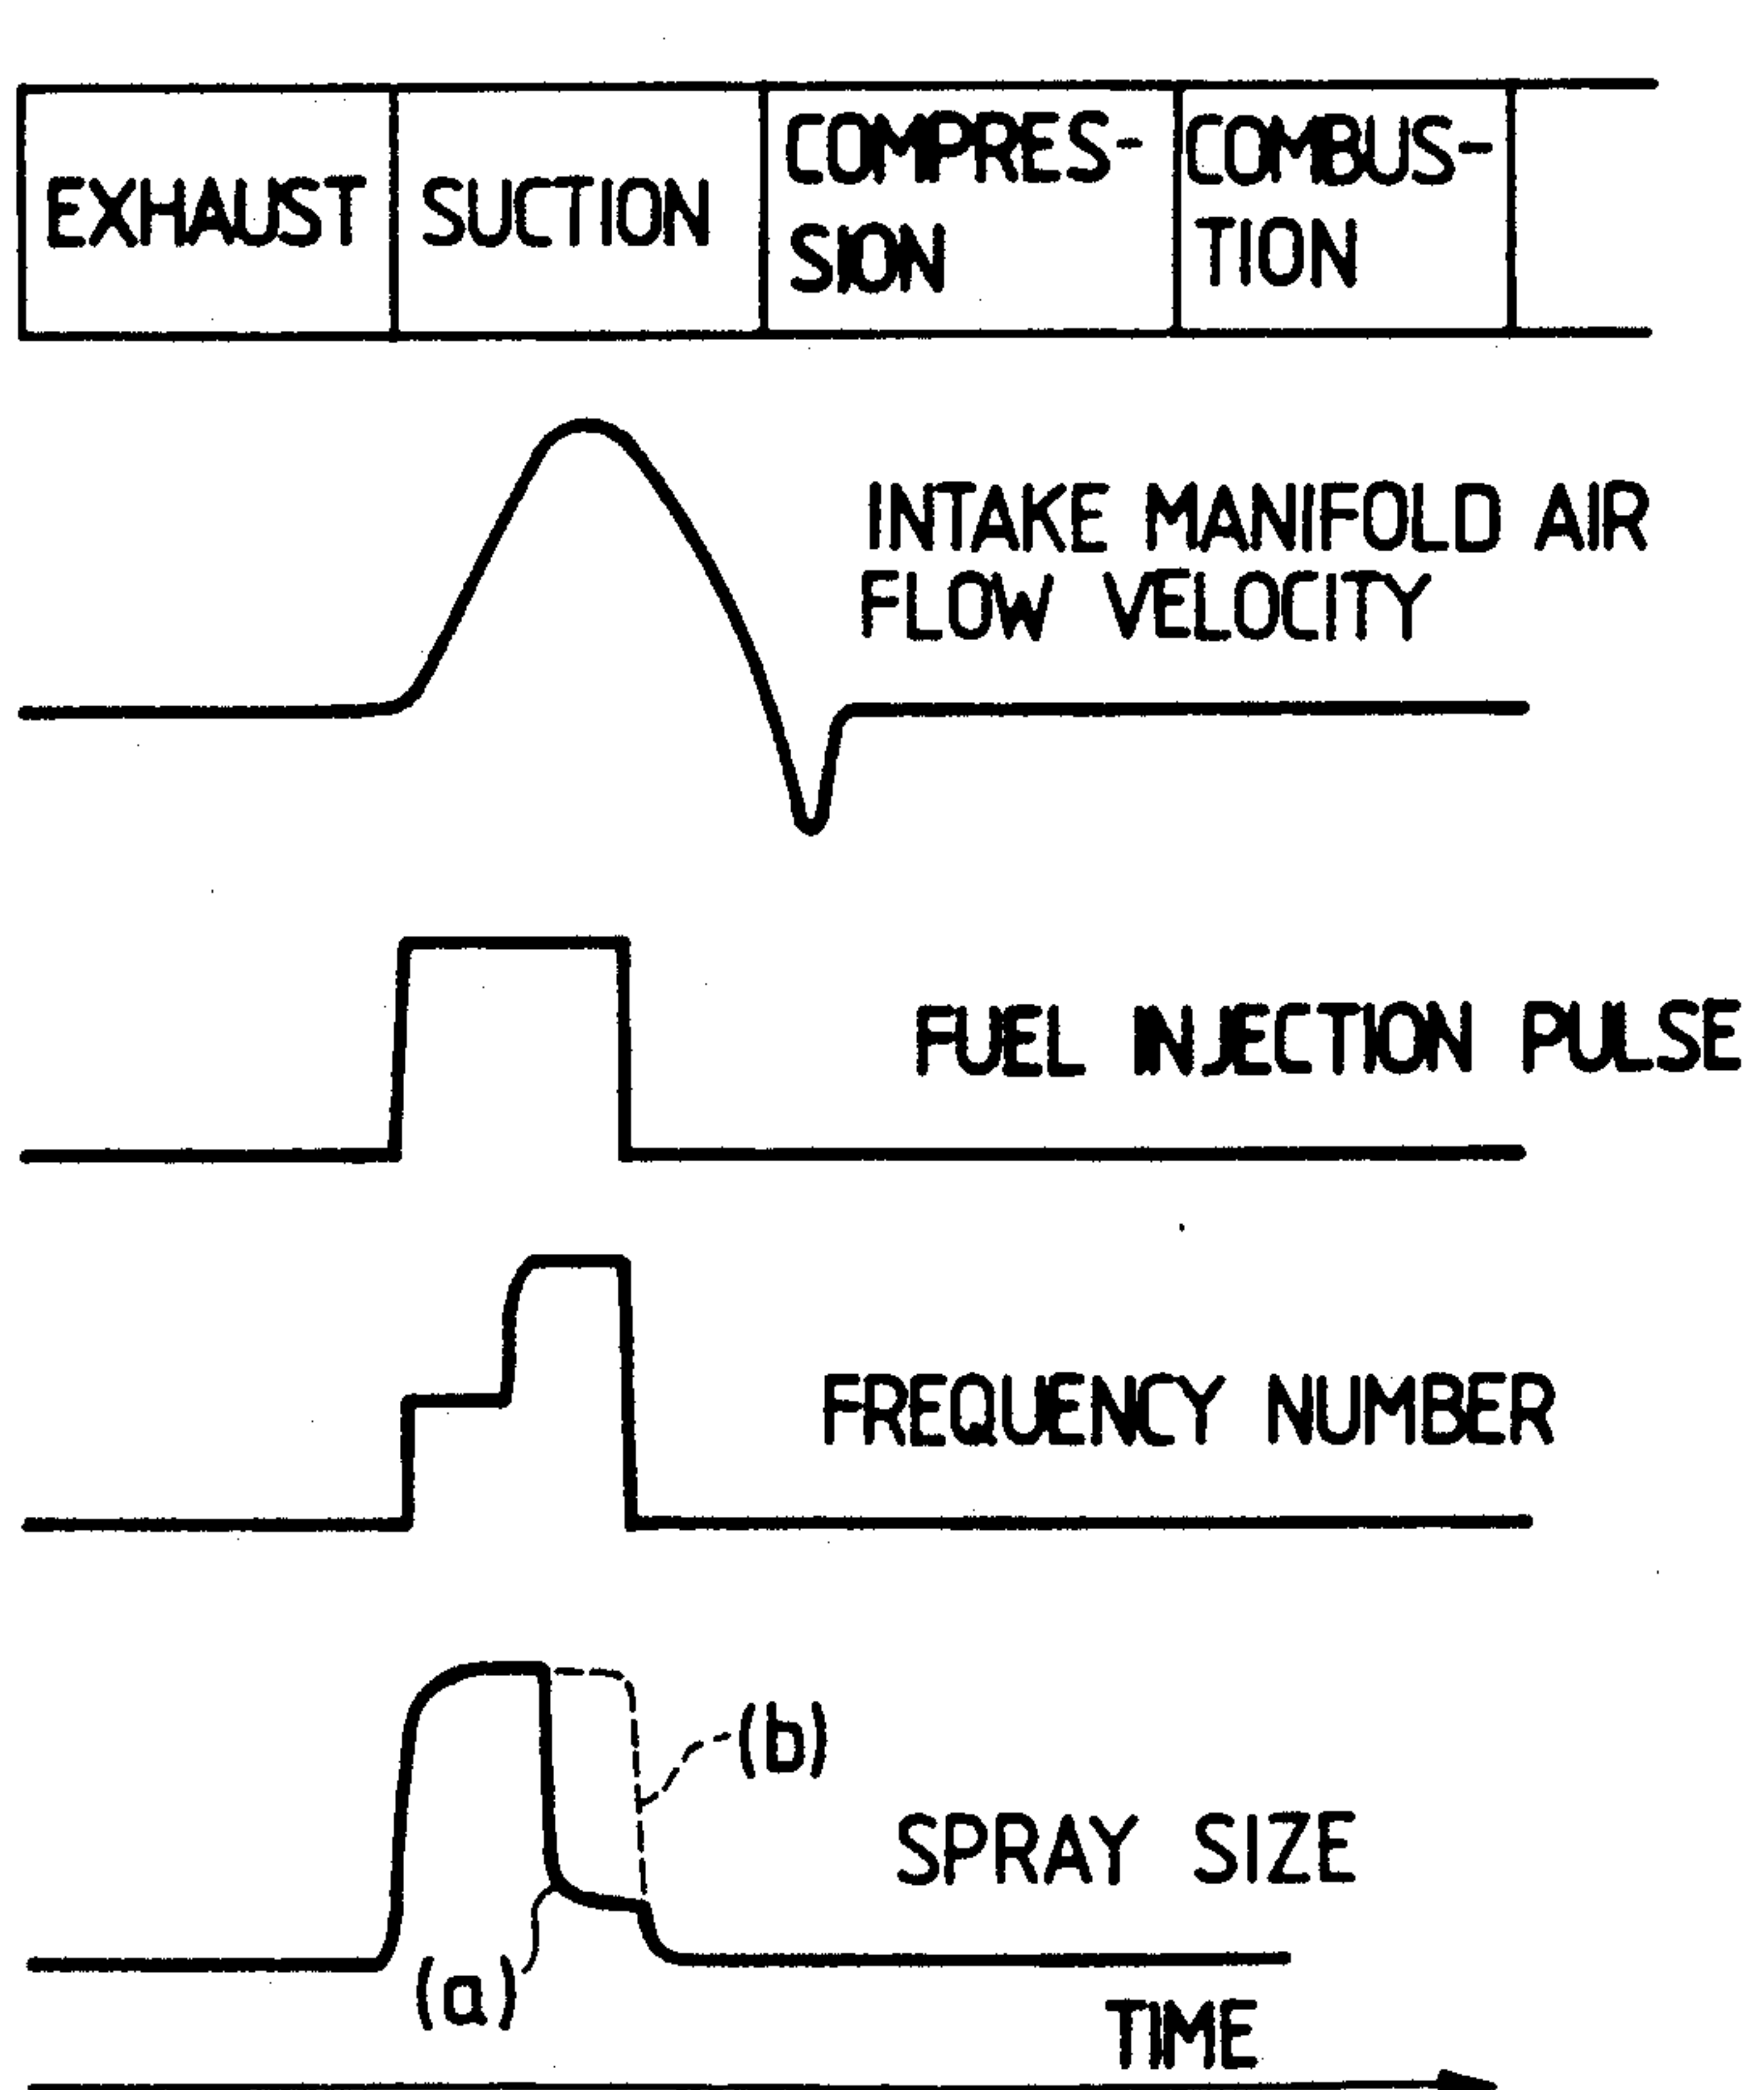 EXHAUST
SUCTION
COMPRES-
SION
COMBUS-
TION
INTAKE MANIFOLD AIR
FLOW VELOCITY
FUEL INJECTION PULSE
FREQUENCY NUMBER
(b)
SPRAY SIZE
(a)
TIME